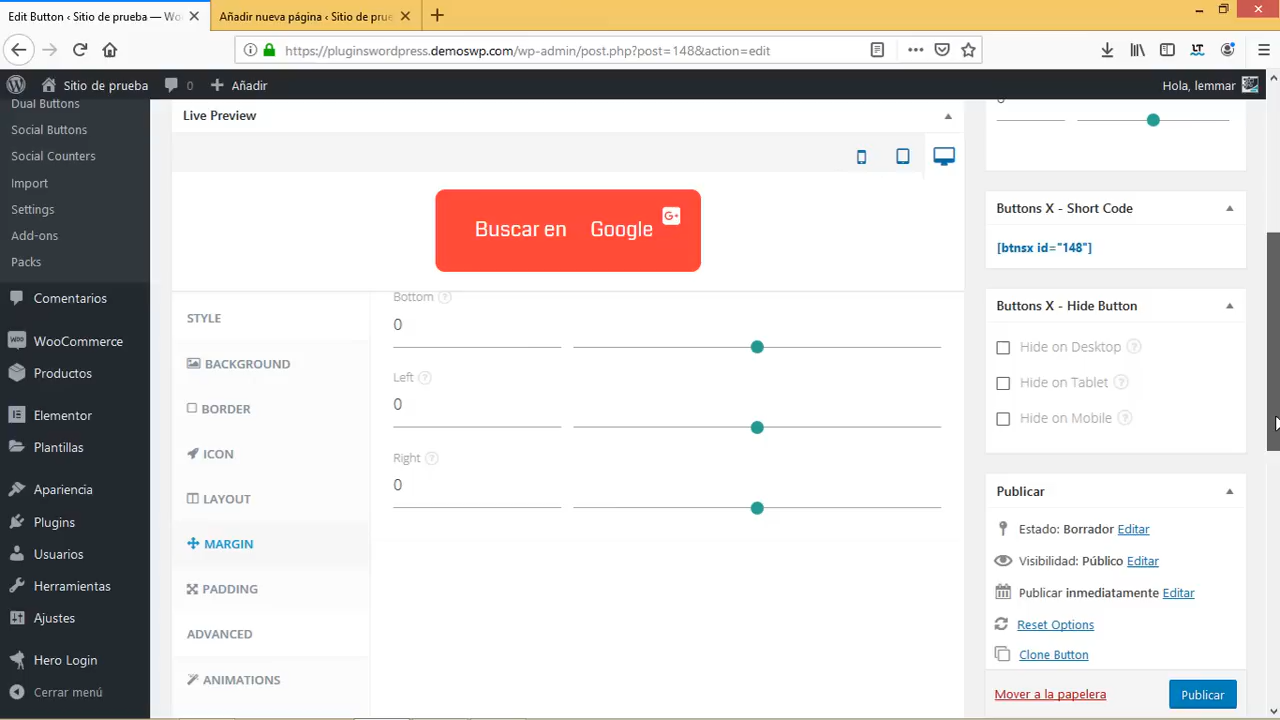 Edit Button ‹ Sitio de prueba — Wo
Añadir nueva página ‹ Sitio de prue
https://pluginswordpress.demoswp.com/wp-admin/post.php?post=148&action=edit
Sitio de prueba
0
Añadir
Hola, lemmar
Dual Buttons
Social Buttons
Social Counters
Import
Settings
Add-ons
Packs
Comentarios
WooCommerce
Productos
Elementor
Plantillas
Apariencia
Plugins
Usuarios
Herramientas
Ajustes
Hero Login
Cerrar menú
Live Preview
Buscar en Google G+
STYLE
BACKGROUND
BORDER
ICON
LAYOUT
MARGIN
PADDING
ADVANCED
ANIMATIONS
Bottom ?
0
Left ?
0
Right ?
0
Buttons X - Short Code
[btnsx id="148"]
Buttons X - Hide Button
Hide on Desktop ?
Hide on Tablet ?
Hide on Mobile ?
Publicar
Estado: Borrador Editar
Visibilidad: Público Editar
Publicar inmediatamente Editar
Reset Options
Clone Button
Mover a la papelera
Publicar